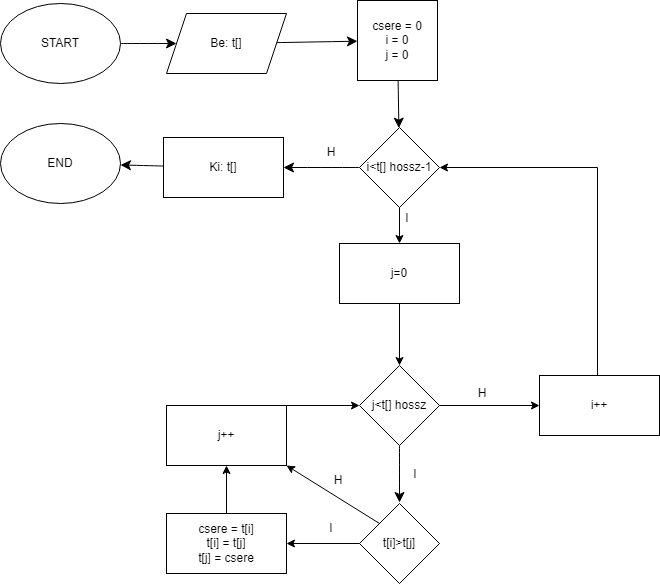 START
Be: t[]
csere = 0
i = 0
j = 0
END
Ki: t[]
H
i<t[] hossz-1
I
j=0
j<t[] hossz
H
i++
j++
I
H
csere = t[i]
t[i] = t[j]
t[j] = csere
I
t[i]>t[j]